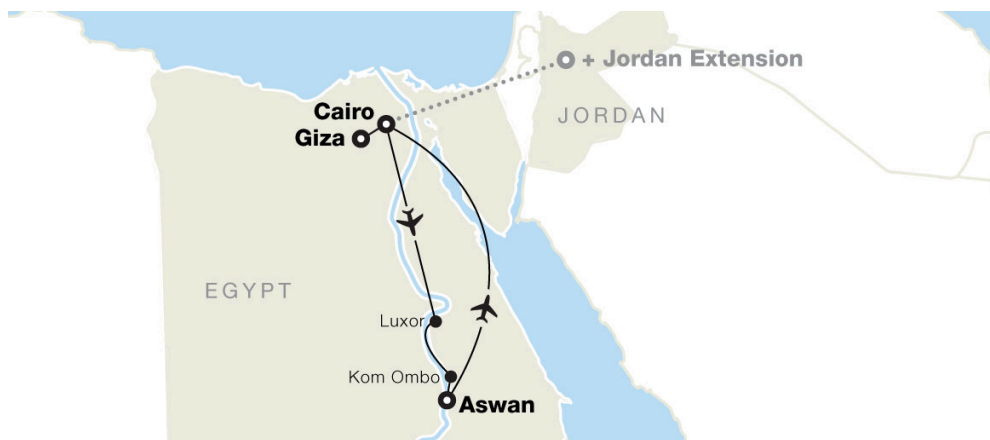 + Jordan Extension
Cairo
Giza
JORDAN
EGYPT
Luxor
Kom Ombo
Aswan